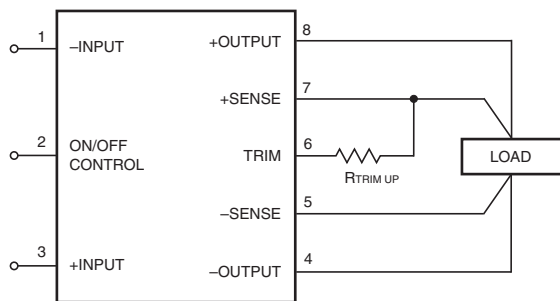 1
–INPUT
2
ON/OFF
CONTROL
3
+INPUT
+OUTPUT
8
+SENSE
7
TRIM
6
RTRIM UP
–SENSE
5
–OUTPUT
4
LOAD